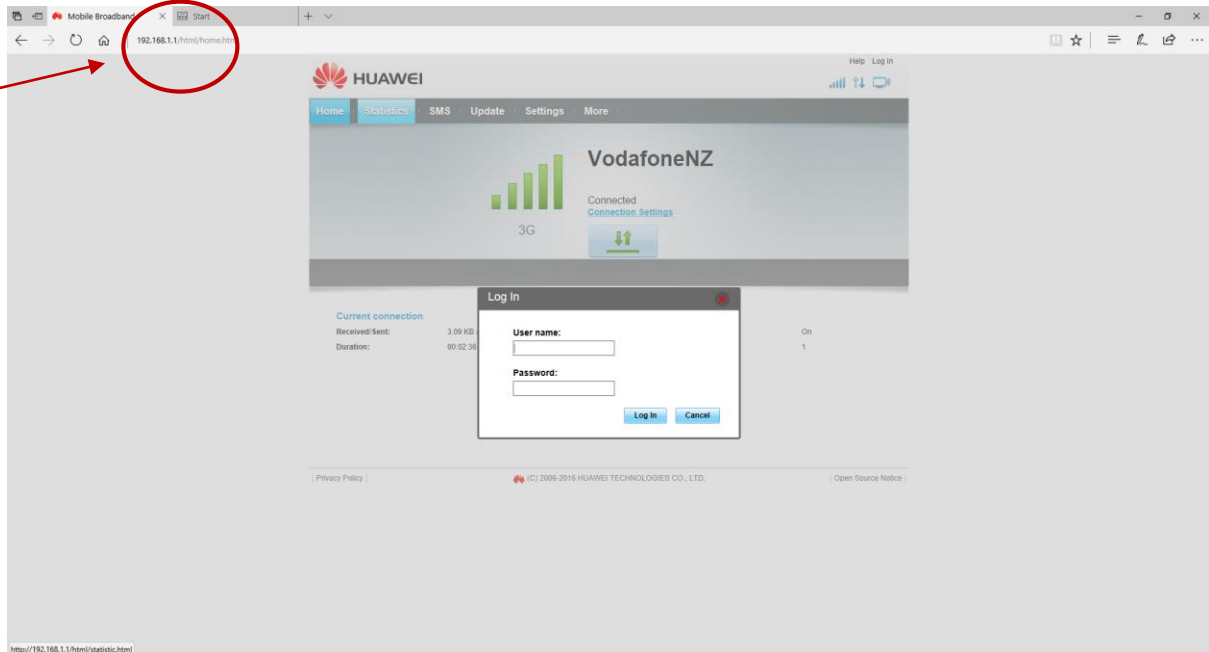 Mobile Broadband Start
192.168.1.1/html/home.htm
Help Log In
HUAWEI
Home Statistics SMS Update Settings More
VodafoneNZ
Connected
Connection Settings
3G
Log In
Current connection
Received/Sent: 3.09 KB
On
Duration: 00:02:36
1
User name:
Password:
Log In Cancel
Privacy Policy
(C) 2006-2016 HUAWEI TECHNOLOGIES CO., LTD.
Open Source Notice
http://192.168.1.1/html/statistic.html